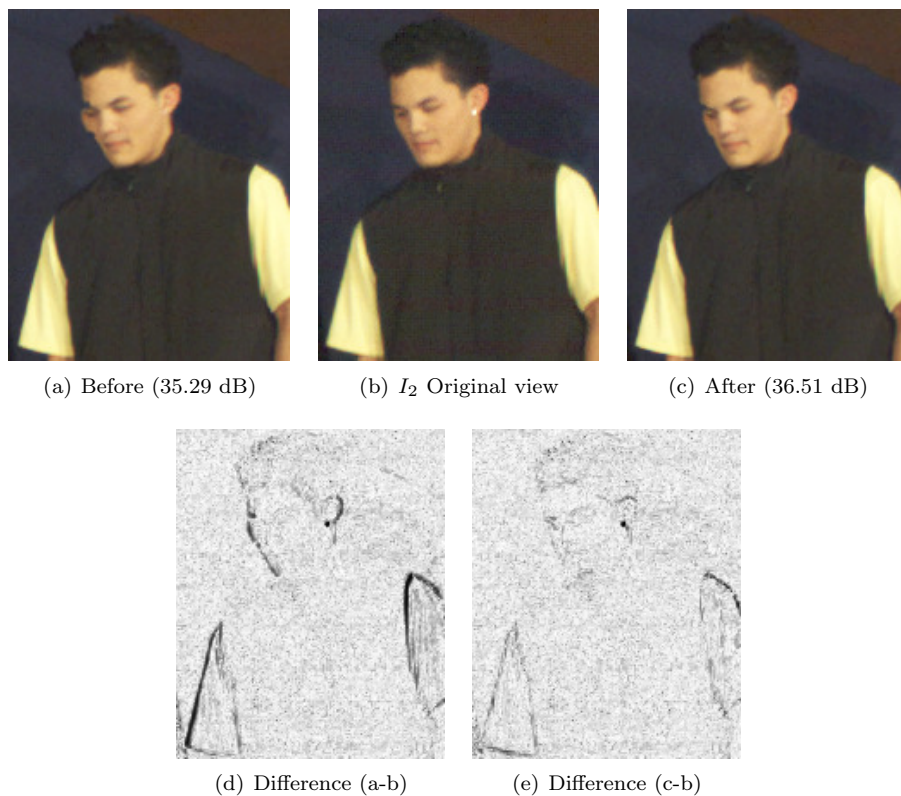 (a) Before (35.29 dB)
(b) I₂ Original view
(c) After (36.51 dB)
(d) Difference (a-b)
(e) Difference (c-b)